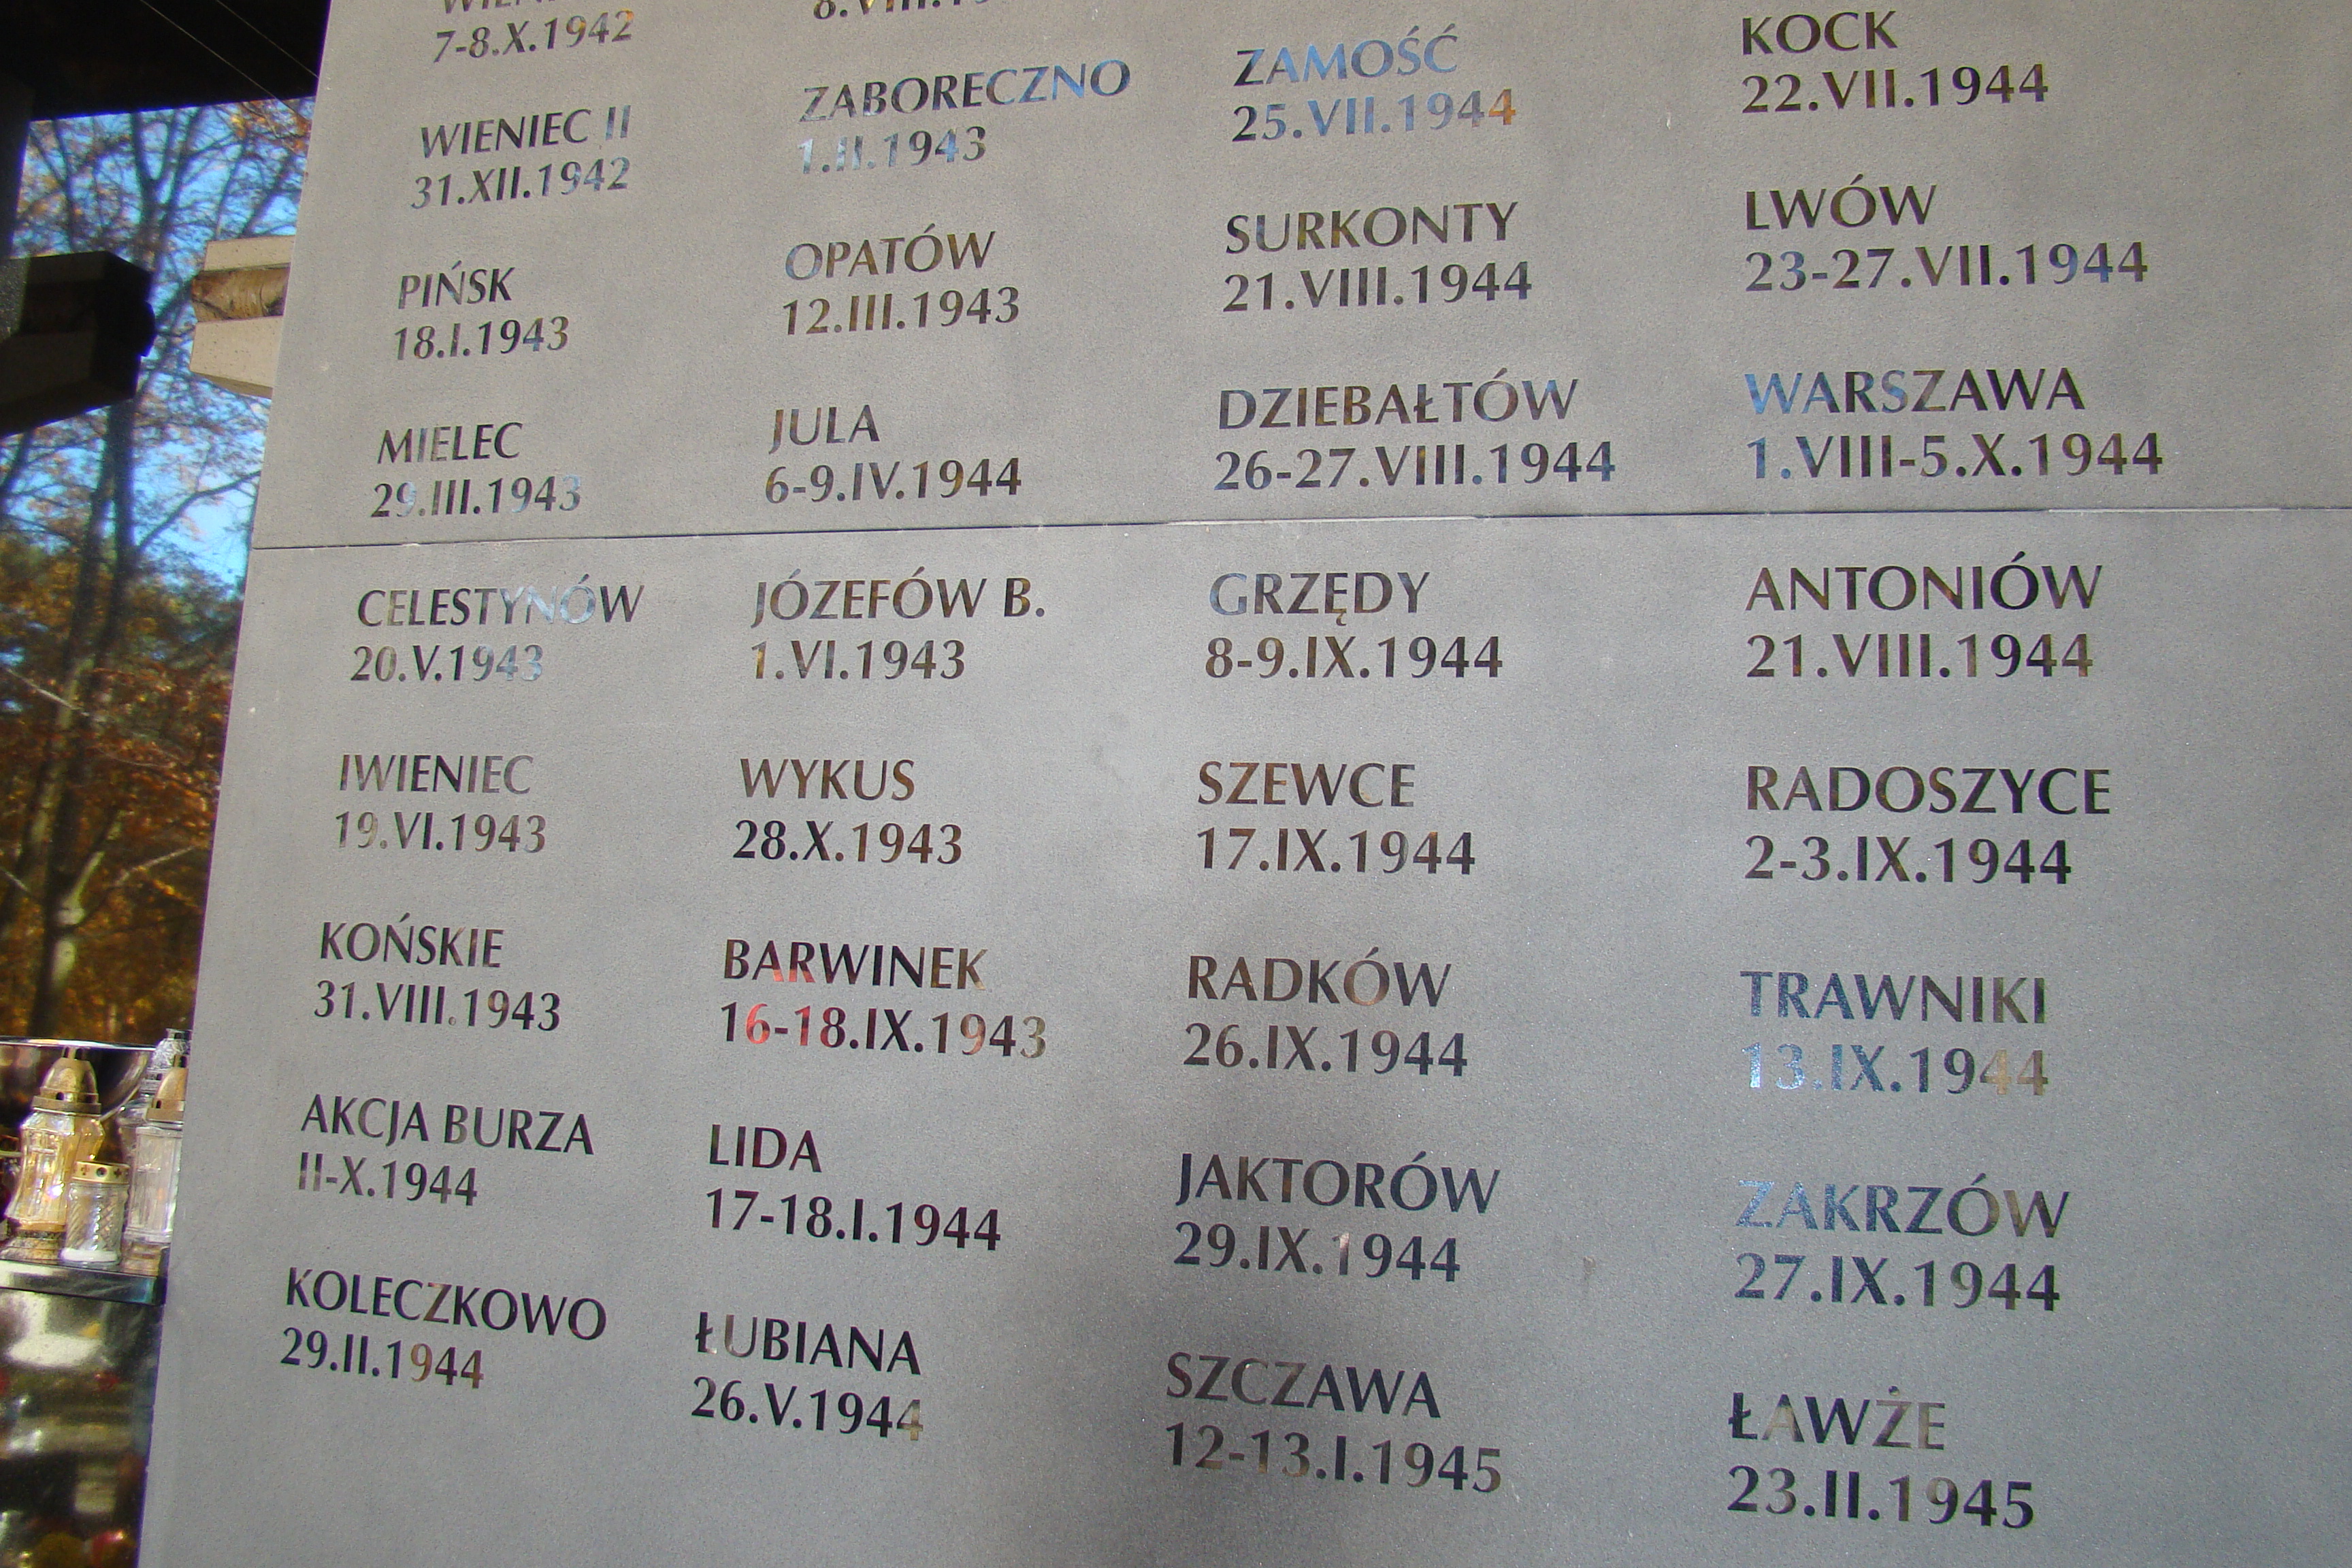 7-8.X.1942
WIENIEC II
31.XII.1942
PIŃSK
18.I.1943
MIELEC
29.III.1943
CELESTYNÓW
20.V.1943
IWIENIEC
19.VI.1943
KOŃSKIE
31.VIII.1943
AKCJA BURZA
II-X.1944
KOLECZKOWO
29.II.1944
ZABORECZNO
1.II.1943
OPATÓW
12.III.1943
JULA
6-9.IV.1944
JÓZEFÓW B.
1.VI.1943
WYKUS
28.X.1943
BARWINEK
16-18.IX.1943
LIDA
17-18.I.1944
ŁUBIANA
26.V.1944
ZAMOŚĆ
25.VII.1944
SURKONTY
21.VIII.1944
DZIEBAŁTÓW
26-27.VIII.1944
GRZĘDY
8-9.IX.1944
SZEWCE
17.IX.1944
RADKÓW
26.IX.1944
JAKTORÓW
29.IX.1944
SZCZAWA
12-13.I.1945
KOCK
22.VII.1944
LWÓW
23-27.VII.1944
WARSZAWA
1.VIII-5.X.1944
ANTONIÓW
21.VIII.1944
RADOSZYCE
2-3.IX.1944
TRAWNIKI
13.IX.1944
ZAKRZÓW
27.IX.1944
ŁAWŻE
23.II.1945